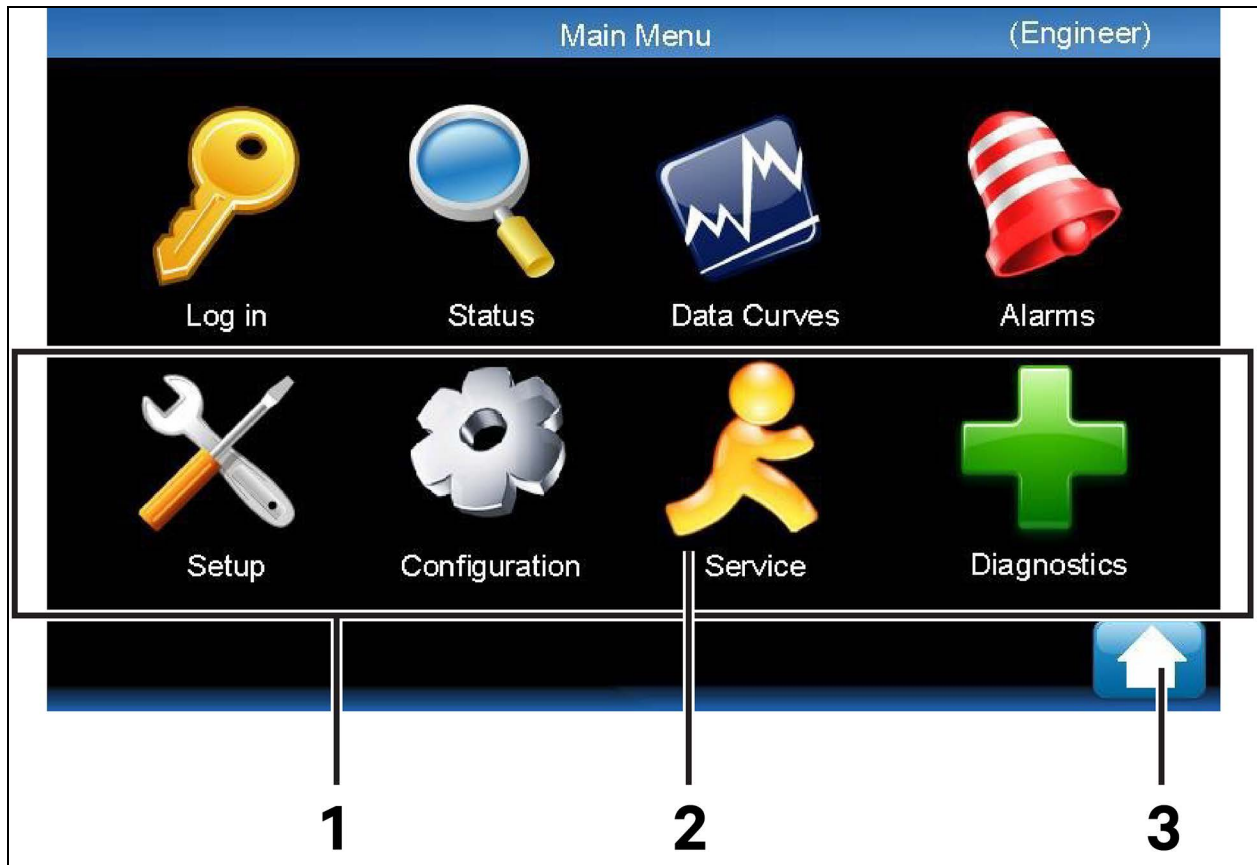 Main Menu (Engineer)
Log in Status Data Curves Alarms
Setup Configuration Service Diagnostics
1 2 3